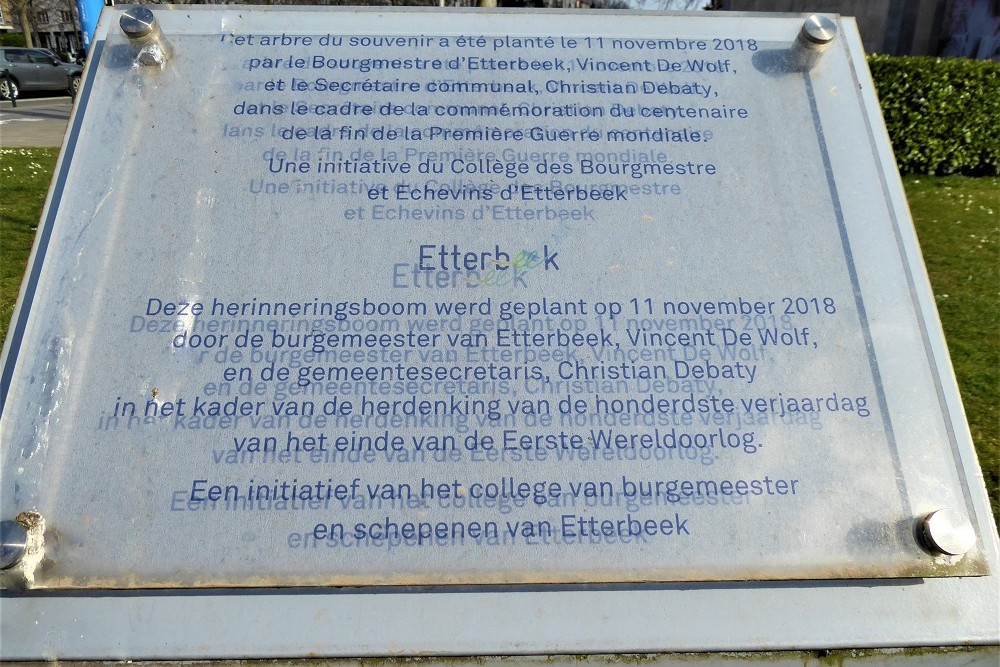 Cet arbre du souvenir a été planté le 11 novembre 2018
par le Bourgmestre d'Etterbeek, Vincent De Wolf,
et le Secrétaire communal, Christian Debaty,
dans le cadre de la commémoration du centenaire
de la fin de la Première Guerre mondiale.
Une initiative du Collège des Bourgmestre
et Echevins d'Etterbeek
Etterbeek
Deze herinneringsboom werd geplant op 11 november 2018
door de burgemeester van Etterbeek, Vincent De Wolf,
en de gemeentesecretaris, Christian Debaty
in het kader van de herdenking van de honderdste verjaardag
van het einde van de Eerste Wereldoorlog.
Een initiatief van het college van burgemeester
en schepenen van Etterbeek